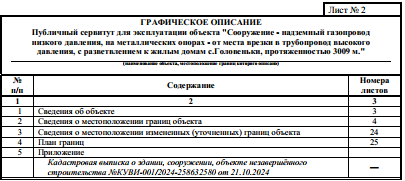 Лист № 2
ГРАФИЧЕСКОЕ ОПИСАНИЕ
Публичный сервитут для эксплуатации объекта "Сооружение - надземный газопровод
низкого давления, на металлических опорах - от места врезки в трубопровод высокого
давления, с разветлением к жилым домам с.Головеньки, протяженностью 3009 м."
(наименование объекта, местоположение границ которого описано)
№ п/п Содержание Номера листов
1 2 3
1 Сведения об объекте 3
2 Сведения о местоположении границ объекта 4
3 Сведения о местоположении измененных (уточненных) границ объекта 24
4 План границ 25
5 Приложение
Кадастровая выписка о здании, сооружении, объекте незавершённого
строительства №КУВИ-001/2024-258632580 от 21.10.2024 —